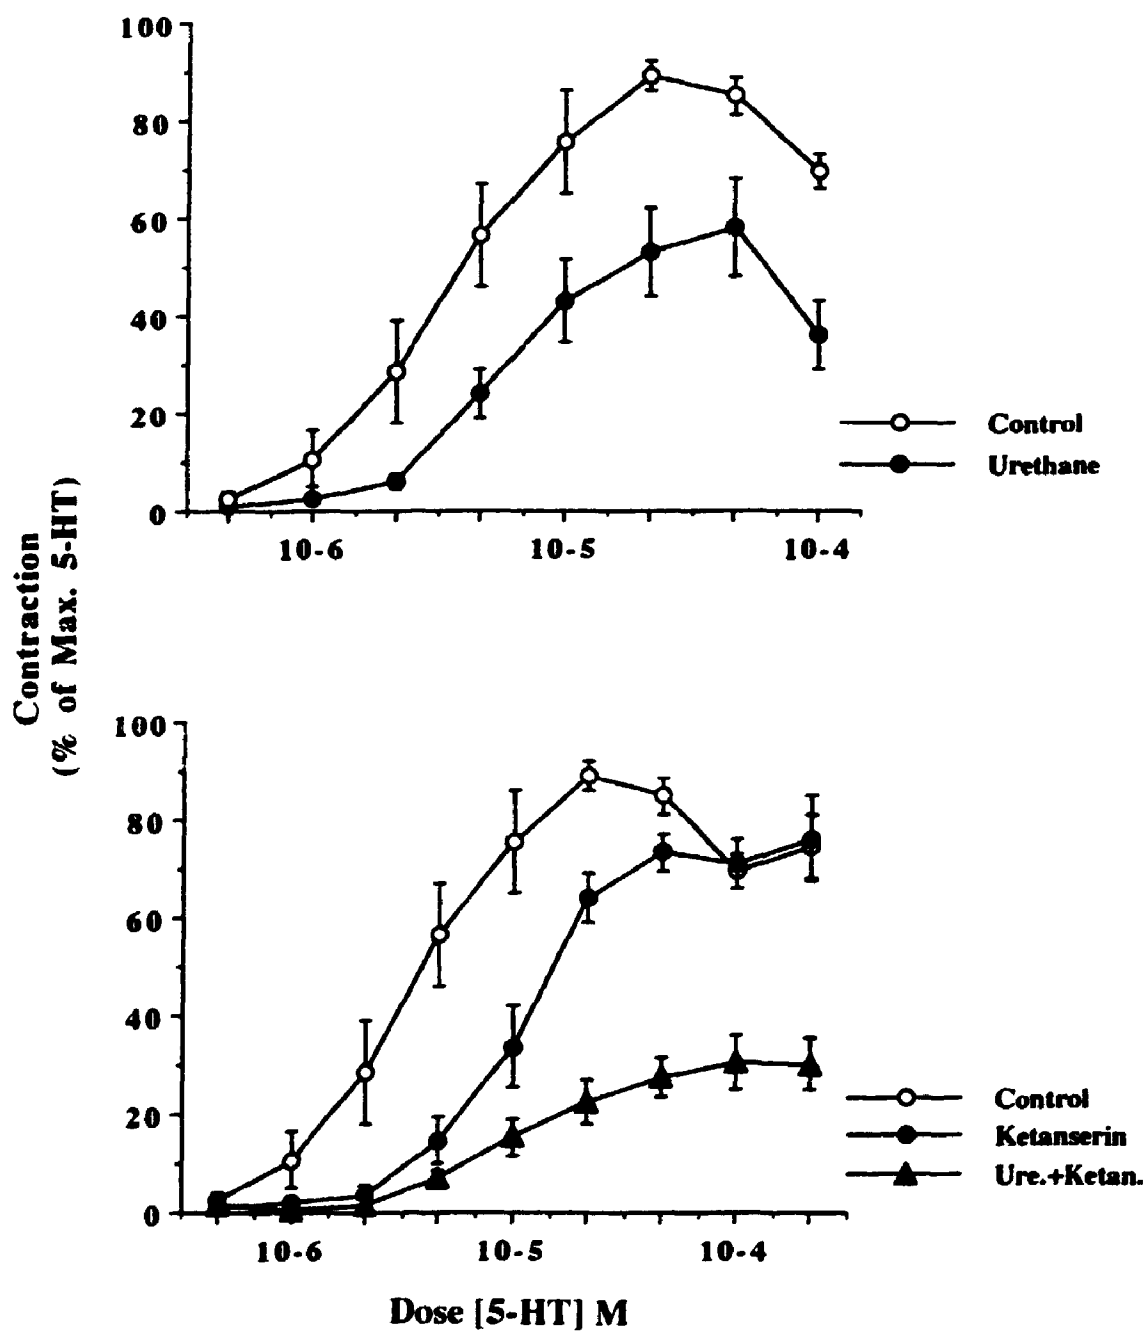 100
80
60
40
20
0
10-6
10-5
10-4
Control
Urethane
Contraction
(% of Max. 5-HT)
100
80
60
40
20
0
10-6
10-5
10-4
Control
Ketanserin
Ure.+Ketan.
Dose [5-HT] M